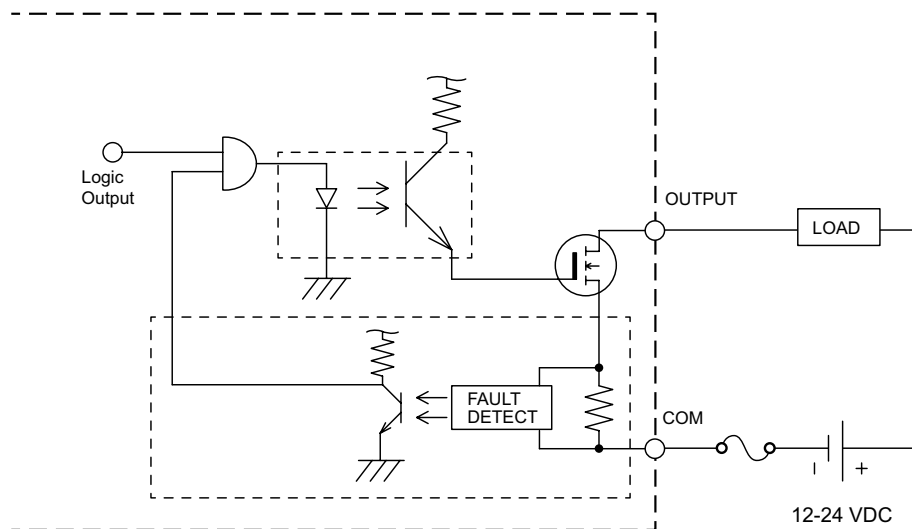 Logic
Output
OUTPUT
LOAD
FAULT
DETECT
COM
− +
12-24 VDC